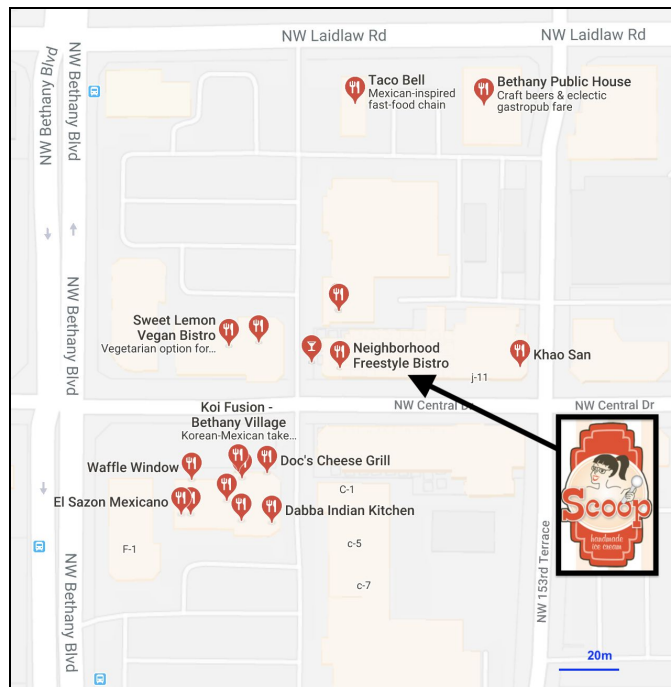 NW Laidlaw Rd
NW Laidlaw Rd
NW Bethany Blvd
NW Bethany Blvd
Taco Bell
Mexican-inspired
fast-food chain
Bethany Public House
Craft beers & eclectic
gastropub fare
NW Bethany Blvd
Sweet Lemon
Vegan Bistro
Vegetarian option for...
Neighborhood
Freestyle Bistro
Khao San
j-11
NW Central Dr
NW Central Dr
Koi Fusion -
Bethany Village
Korean-Mexican take...
Waffle Window
Doc's Cheese Grill
El Sazon Mexicano
Dabba Indian Kitchen
C-1
c-5
c-7
F-1
Scoop
handmade
ice cream
NW 153rd Terrace
NW Bethany Blvd
20m